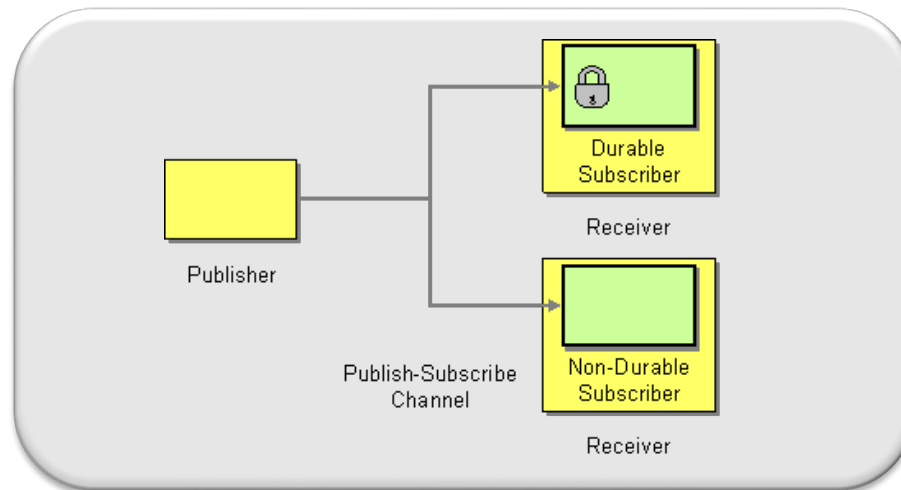 Durable
Subscriber
Receiver
Publisher
Publish-Subscribe
Channel
Non-Durable
Subscriber
Receiver